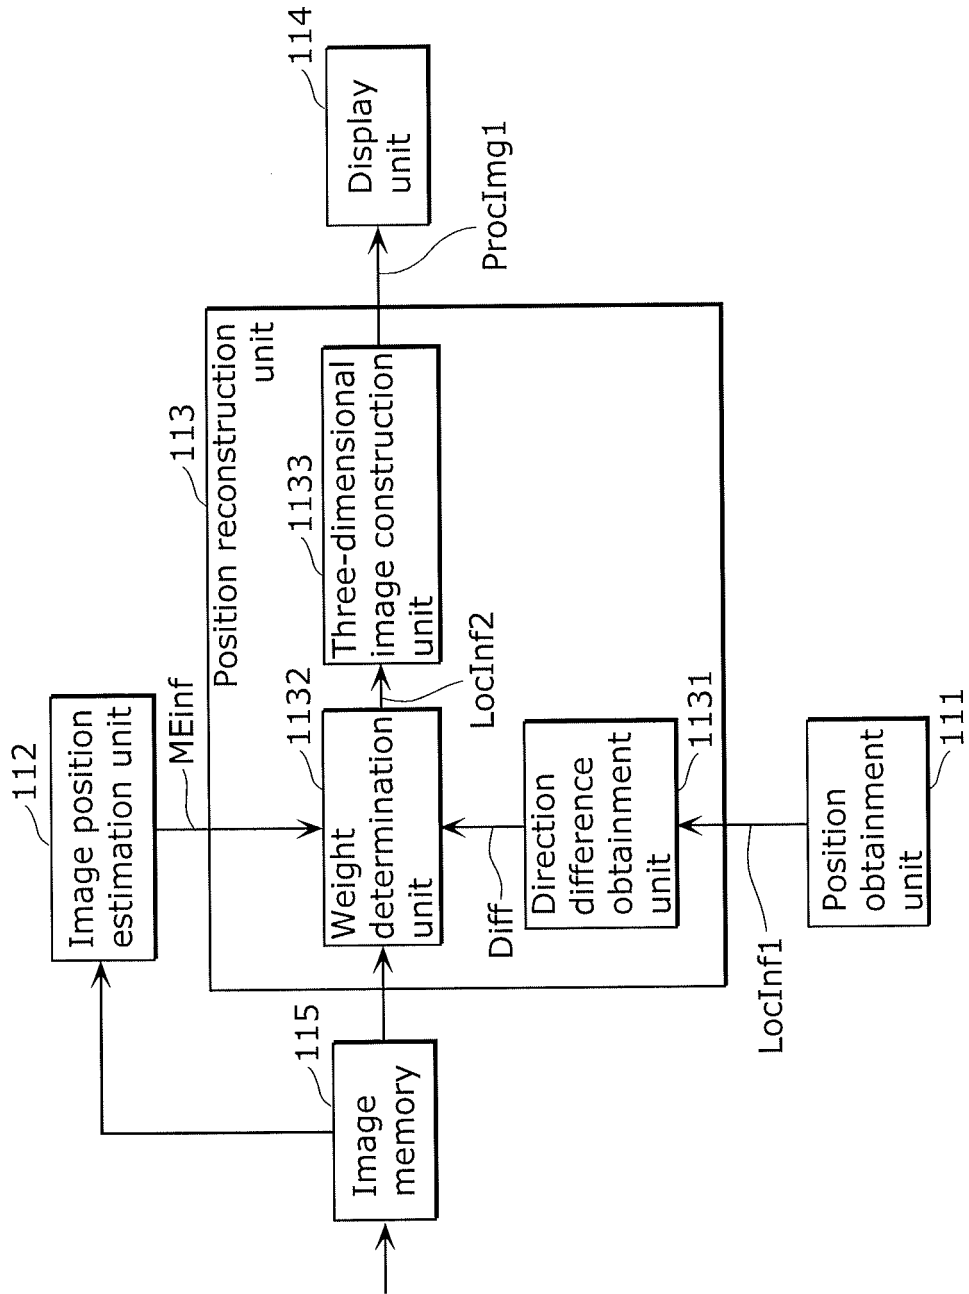 112
Image position
estimation unit
MEinf
113
Position reconstruction
unit
115
Image
memory
1132
Weight
determination
unit
LocInf2
1133
Three-dimensional
image construction
unit
114
Display
unit
ProcImg1
Diff
1131
Direction
difference
obtainment
unit
LocInf1
111
Position
obtainment
unit